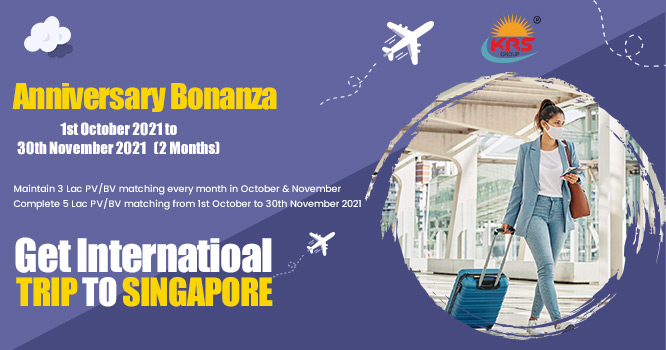 KRS
GROUP
®
Anniversary Bonanza
1st October 2021 to
30th November 2021 (2 Months)
Maintain 3 Lac PV/BV matching every month in October & November
Complete 5 Lac PV/BV matching from 1st October to 30th November 2021
Get Internatioal
TRIP TO SINGAPORE